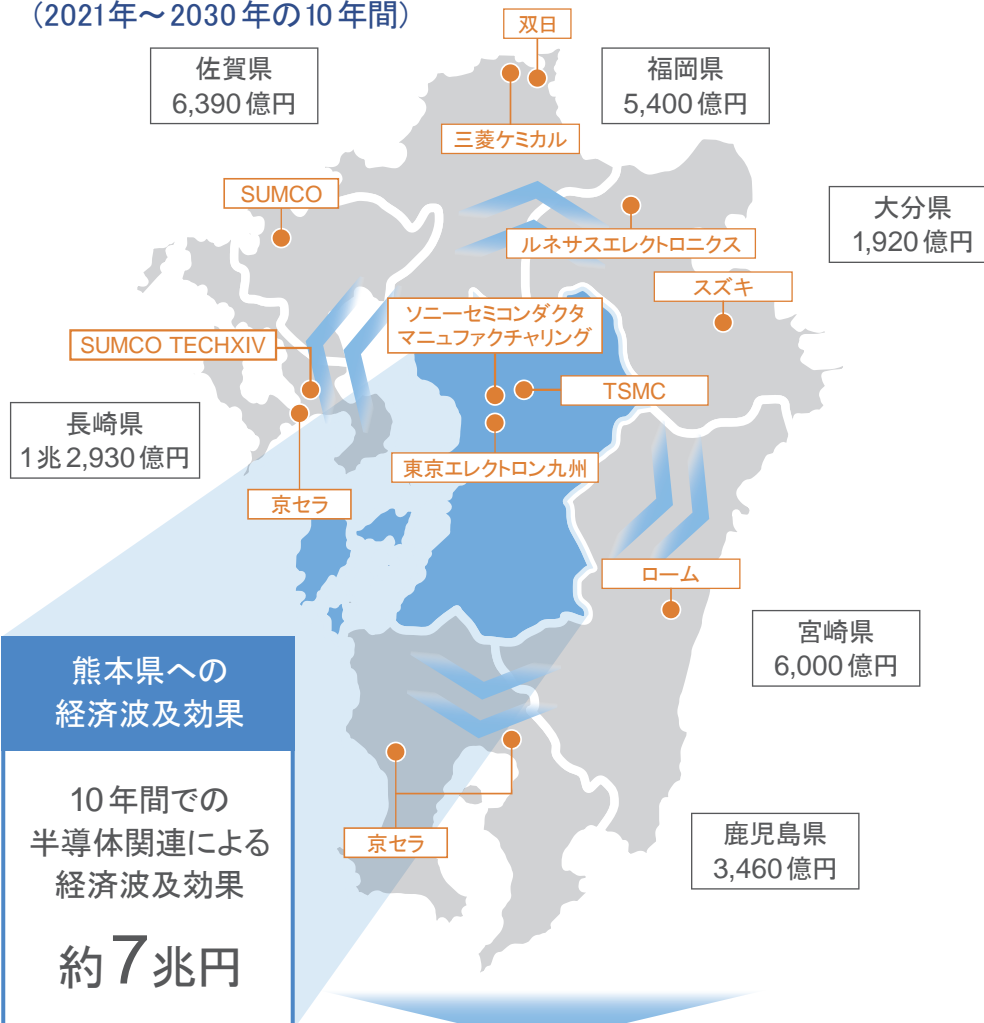 （2021年～2030年の10年間）
双日
佐賀県
6,390億円
福岡県
5,400億円
三菱ケミカル
SUMCO
大分県
1,920億円
ルネサスエレクトロニクス
スズキ
ソニーセミコンダクタ
マニュファクチャリング
SUMCO TECHXIV
TSMC
長崎県
1兆2,930億円
東京エレクトロン九州
京セラ
ローム
宮崎県
6,000億円
熊本県への
経済波及効果
10年間での
半導体関連による
経済波及効果
約7兆円
京セラ
鹿児島県
3,460億円